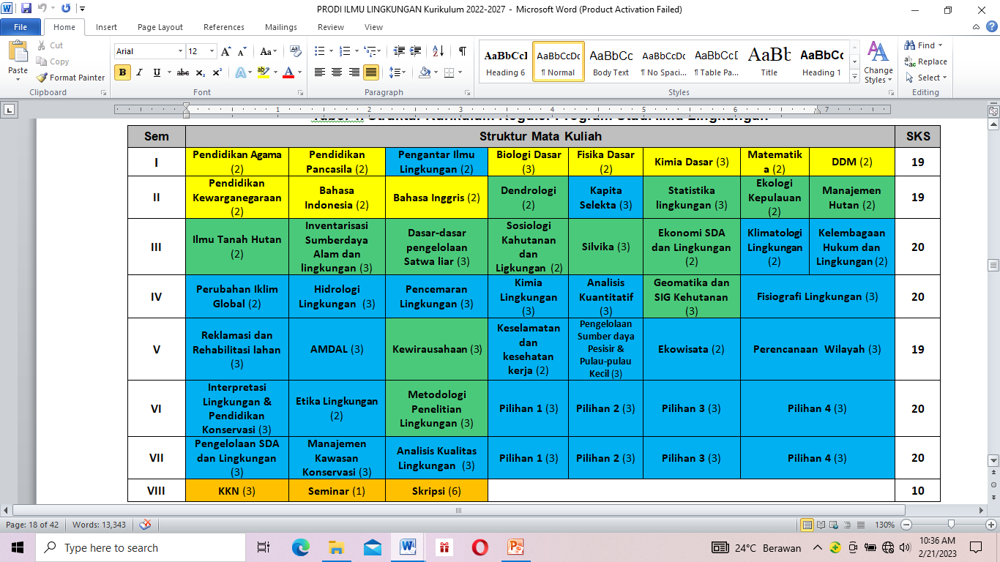 PRODI ILMU LINGKUNGAN Kurikulum 2022-2027 - Microsoft Word (Product Activation Failed)
File Home Insert Page Layout References Mailings Review View
Paste
Cut
Copy
Format Painter
Clipboard
Arial 12
Font
Paragraph
AaBbCcI AaBbCcDc AaBbCc AaBbCcDc AaBbCcD AaBb AaBbCc
Heading 6 ¶ Normal Body Text ¶ No Spaci... ¶ Table Pa... Title Heading 1
Change
Styles
Styles
Find
Replace
Select
Editing
1 2 3 4 5 6 7
Tabel 1. Struktur Kurikulum Reguler Program Studi Ilmu Lingkungan
Sem Struktur Mata Kuliah SKS
I
Pendidikan Agama
(2)
Pendidikan
Pancasila (2)
Pengantar Ilmu
Lingkungan (2)
Biologi Dasar
(3)
Fisika Dasar
(2)
Kimia Dasar (3)
Matematik
a (2)
DDM (2)
19
II
Pendidikan
Kewarganegaraan
(2)
Bahasa
Indonesia (2)
Bahasa Inggris (2)
Dendrologi
(2)
Kapita
Selekta (3)
Statistika
lingkungan (3)
Ekologi
Kepulauan
(2)
Manajemen
Hutan (2)
19
III
Ilmu Tanah Hutan
(2)
Inventarisasi
Sumberdaya
Alam dan
lingkungan (3)
Dasar-dasar
pengelolaan
Satwa liar (3)
Sosiologi
Kahutanan
dan
Ligkungan (2)
Silvika (3)
Ekonomi SDA
dan Lingkungan
(2)
Klimatologi
Lingkungan
(2)
Kelembagaan
Hukum dan
Lingkungan (2)
20
IV
Perubahan Iklim
Global (2)
Hidrologi
Lingkungan (3)
Pencemaran
Lingkungan (3)
Kimia
Lingkungan
(3)
Analisis
Kuantitatif
(3)
Geomatika dan
SIG Kehutanan
(3)
Fisiografi Lingkungan (3)
20
V
Reklamasi dan
Rehabilitasi lahan
(3)
AMDAL (3)
Kewirausahaan (3)
Keselamatan
dan
kesehatan
kerja (2)
Pengelolaan
Sumber daya
Pesisir &
Pulau-pulau
Kecil (3)
Ekowisata (2)
Perencanaan Wilayah (3)
19
VI
Interpretasi
Lingkungan &
Pendidikan
Konservasi (3)
Etika Lingkungan
(2)
Metodologi
Penelitian
Lingkungan (3)
Pilihan 1 (3)
Pilihan 2 (3)
Pilihan 3 (3)
Pilihan 4 (3)
20
VII
Pengelolaan SDA
dan Lingkungan
(3)
Manajemen
Kawasan
Konservasi (3)
Analisis Kualitas
Lingkungan (3)
Pilihan 1 (3)
Pilihan 2 (3)
Pilihan 3 (3)
Pilihan 4 (3)
20
VIII
KKN (3)
Seminar (1)
Skripsi (6)
10
Page: 18 of 42 Words: 13,343 130%
Type here to search
24°C Berawan
10:36 AM
2/21/2023